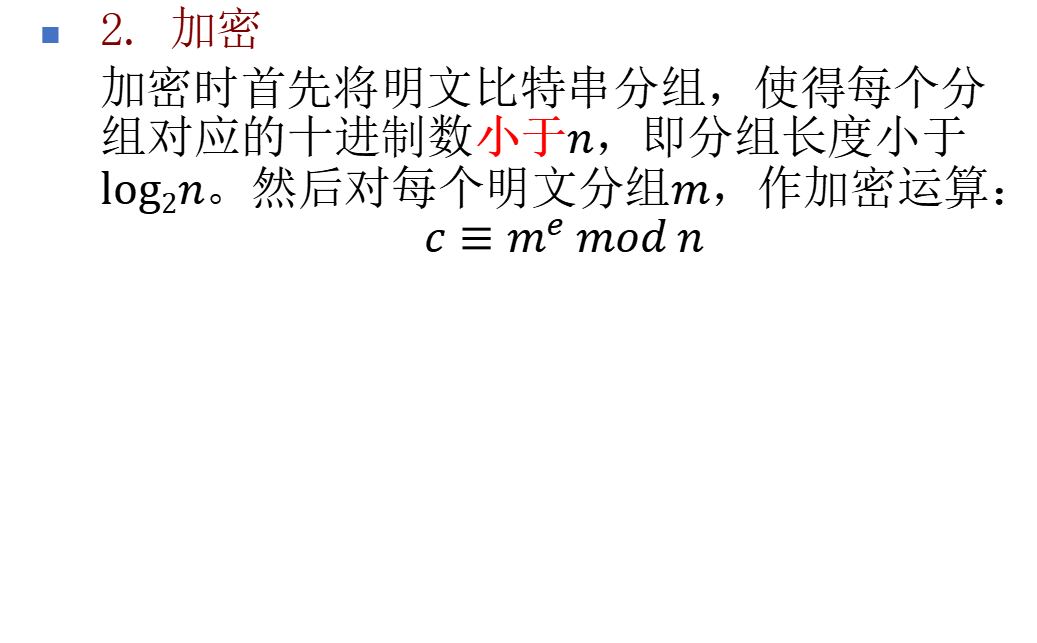 2. 加密
加密时首先将明文比特串分组，使得每个分
组对应的十进制数小于n，即分组长度小于
log₂n。然后对每个明文分组m，作加密运算：
c ≡ mᵉ mod n